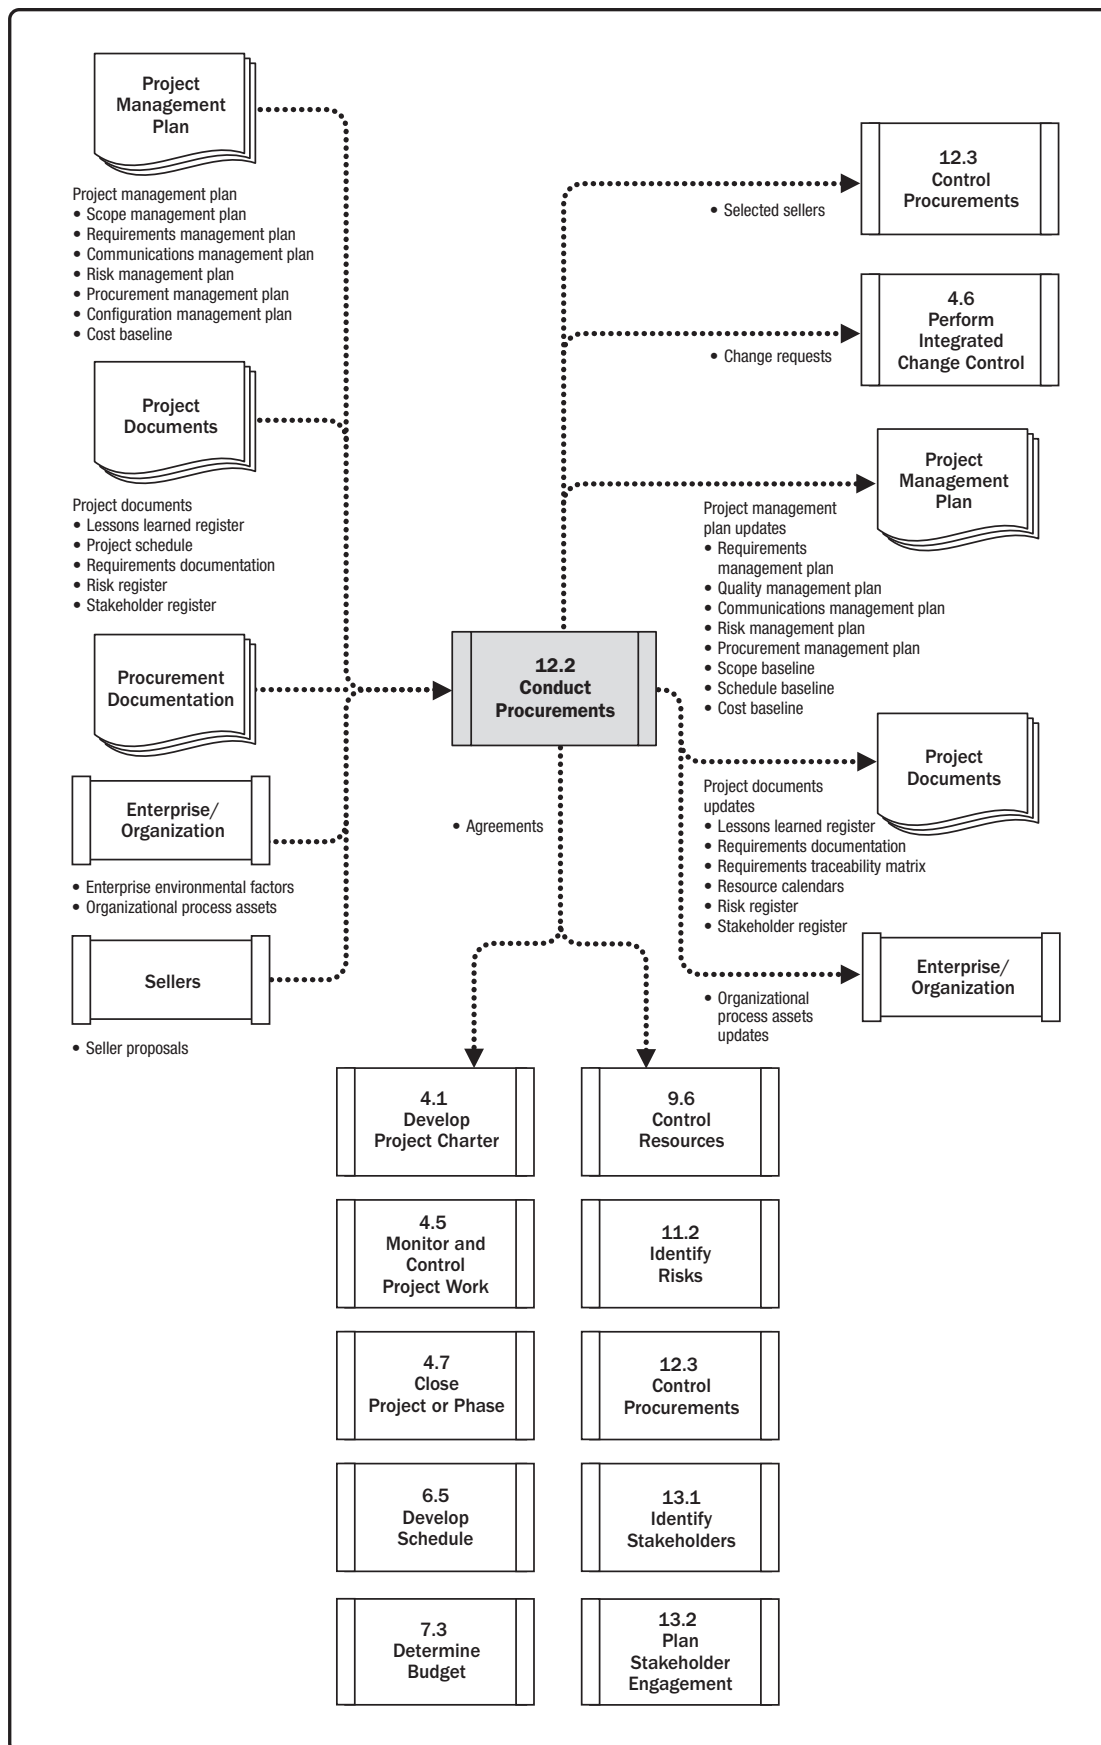 Project
Management
Plan
Project management plan
• Scope management plan
• Requirements management plan
• Communications management plan
• Risk management plan
• Procurement management plan
• Configuration management plan
• Cost baseline
Project
Documents
Project documents
• Lessons learned register
• Project schedule
• Requirements documentation
• Risk register
• Stakeholder register
Procurement
Documentation
Enterprise/
Organization
• Enterprise environmental factors
• Organizational process assets
Sellers
• Seller proposals
12.2
Conduct
Procurements
• Selected sellers
12.3
Control
Procurements
• Change requests
4.6
Perform
Integrated
Change Control
Project
Management
Plan
Project management
plan updates
• Requirements
management plan
• Quality management plan
• Communications management plan
• Risk management plan
• Procurement management plan
• Scope baseline
• Schedule baseline
• Cost baseline
Project
Documents
Project documents
updates
• Lessons learned register
• Requirements documentation
• Requirements traceability matrix
• Resource calendars
• Risk register
• Stakeholder register
Enterprise/
Organization
• Organizational
process assets
updates
• Agreements
4.1
Develop
Project Charter
9.6
Control
Resources
4.5
Monitor and
Control
Project Work
11.2
Identify
Risks
4.7
Close
Project or Phase
12.3
Control
Procurements
6.5
Develop
Schedule
13.1
Identify
Stakeholders
7.3
Determine
Budget
13.2
Plan
Stakeholder
Engagement